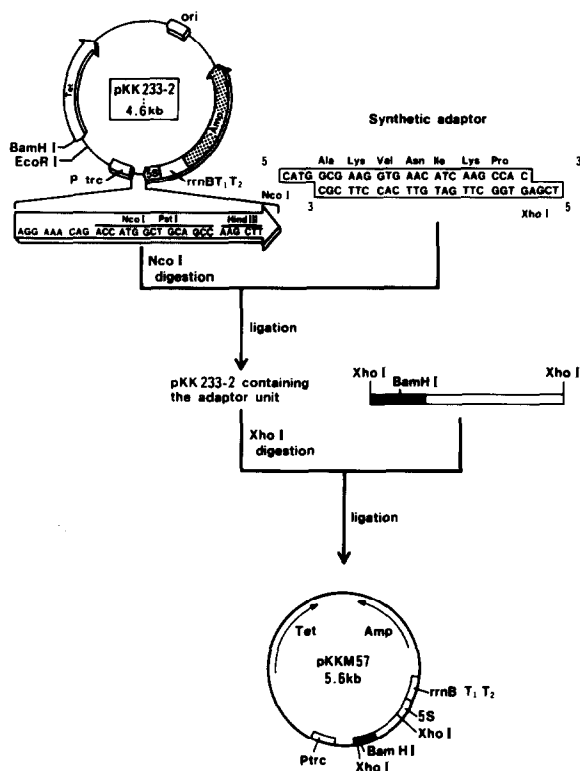 ori
Tet
pKK233-2
4.6kb
Amp
BamH I
EcoR I
P trc
5S
rrnBT₁T₂
Synthetic adaptor
5
3
Ala Lys Val Asn Ile Lys Pro
CATG GCG AAG GTG AAC ATC AAG CCA C
CGC TTC CAC TTG TAG TTC GGT GAGCT
Nco I
3
5
Xho I
Nco I Pst I Hind III
AGG AAA CAG ACC ATG GCT GCA GCC AAG CTT
Nco I
digestion
ligation
pKK233-2 containing
the adaptor unit
Xho I
Xho I
BamH I
Xho I
digestion
ligation
Tet
Amp
pKKM57
5.6kb
rrnB T₁ T₂
5S
Xho I
Bam H I
Xho I
Ptrc